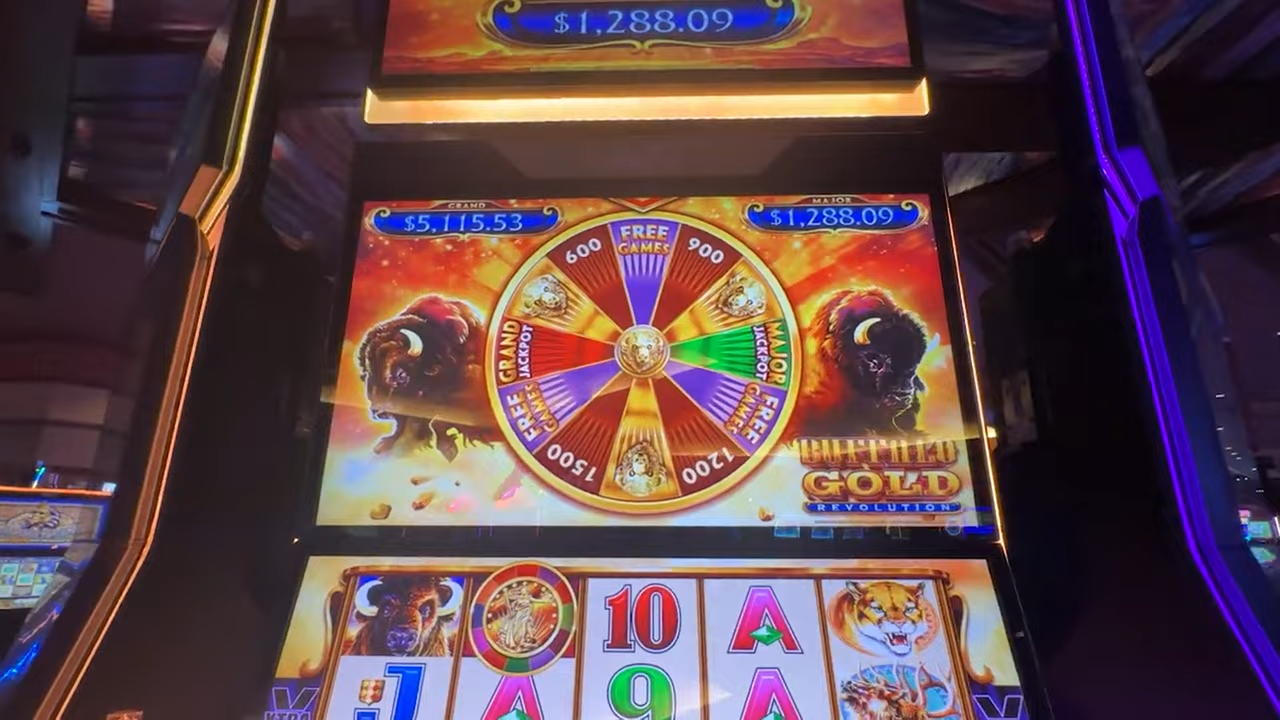 $1,288.09
GRAND
$5,115.53
MAJOR
$1,288.09
FREE
GAMES
900
MAJOR
JACKPOT
FREE
GAMES
1200
1500
FREE
GAMES
GRAND
JACKPOT
600
BUFFALO
GOLD
REVOLUTION
10
A
J
A
9
A
XTRA